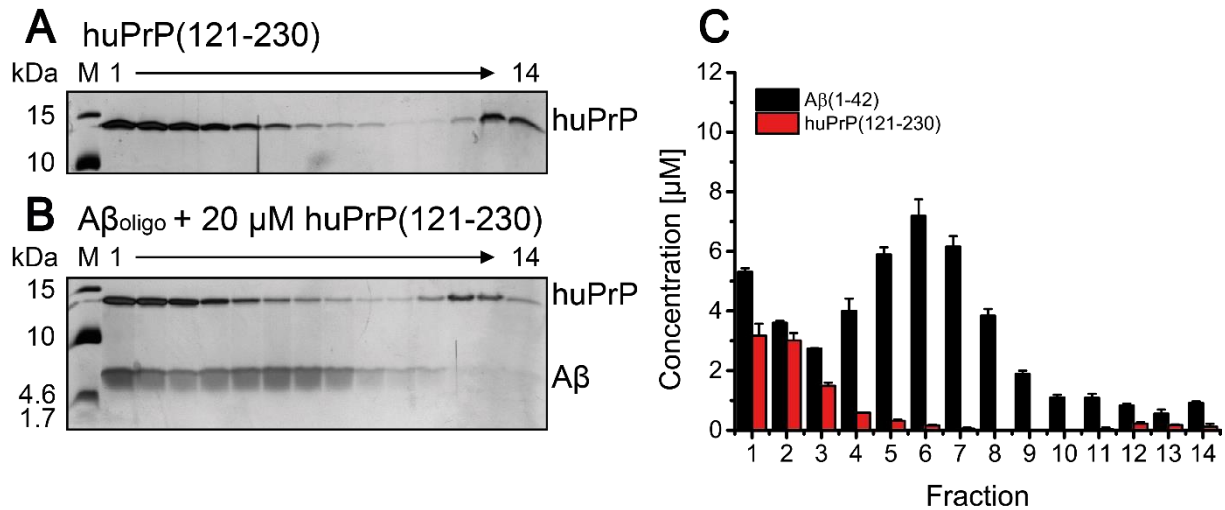 A huPrP(121-230)
kDa M 1 14
15
huPrP
10
B Aβoligo + 20 µM huPrP(121-230)
kDa M 1 14
15
huPrP
10
Aβ
4.6
1.7
C
12
10
8
6
4
2
0
Concentration [µM]
Aβ(1-42)
huPrP(121-230)
1 2 3 4 5 6 7 8 9 10 11 12 13 14
Fraction